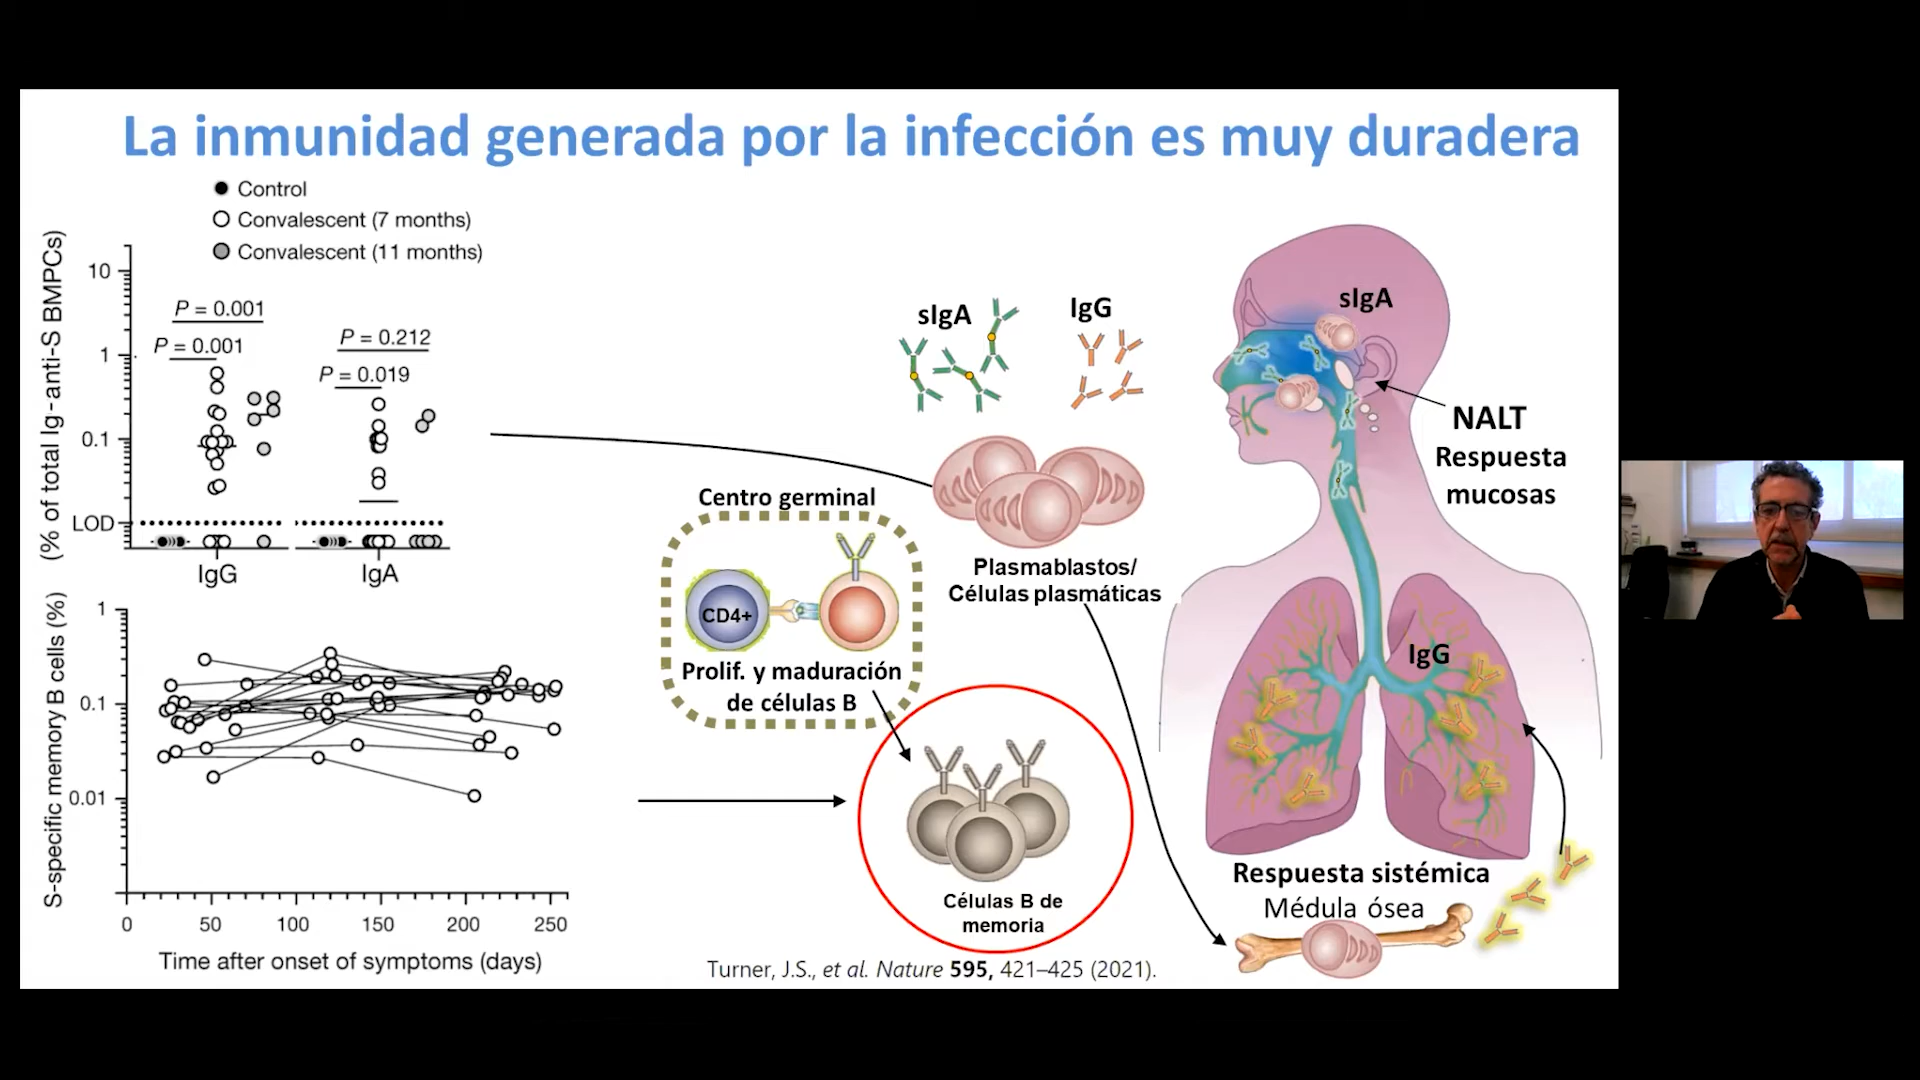 La inmunidad generada por la infección es muy duradera
Control
Convalescent (7 months)
Convalescent (11 months)
(% of total Ig-anti-S BMPCs)
10
1
0.1
LOD
P = 0.001
P = 0.001
P = 0.212
P = 0.019
IgG
IgA
S-specific memory B cells (%)
1
0.1
0.01
0
50
100
150
200
250
Time after onset of symptoms (days)
Centro germinal
CD4+
Prolif. y maduración
de células B
sIgA
IgG
Plasmablastos/
Células plasmáticas
Células B de
memoria
sIgA
NALT
Respuesta
mucosas
IgG
Respuesta sistémica
Médula ósea
Turner, J.S., et al. Nature 595, 421–425 (2021).